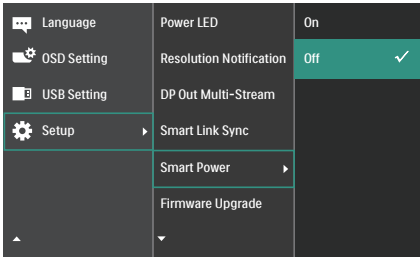 Language
OSD Setting
USB Setting
Setup
Power LED
Resolution Notification
DP Out Multi-Stream
Smart Link Sync
Smart Power
Firmware Upgrade
On
Off